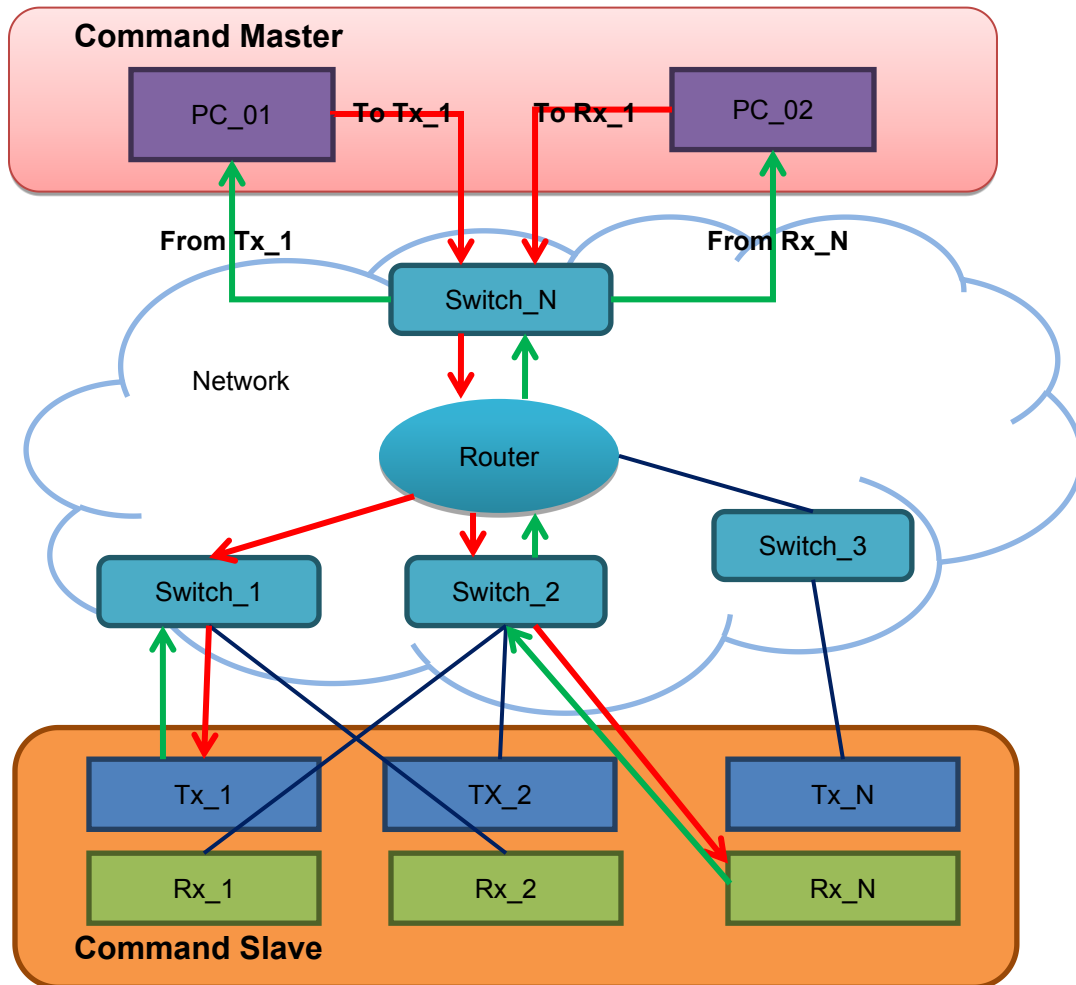 Command Master
PC_01
To Tx_1
To Rx_1
PC_02
From Tx_1
From Rx_N
Switch_N
Network
Router
Switch_3
Switch_1
Switch_2
Tx_1
TX_2
Tx_N
Rx_1
Rx_2
Rx_N
Command Slave